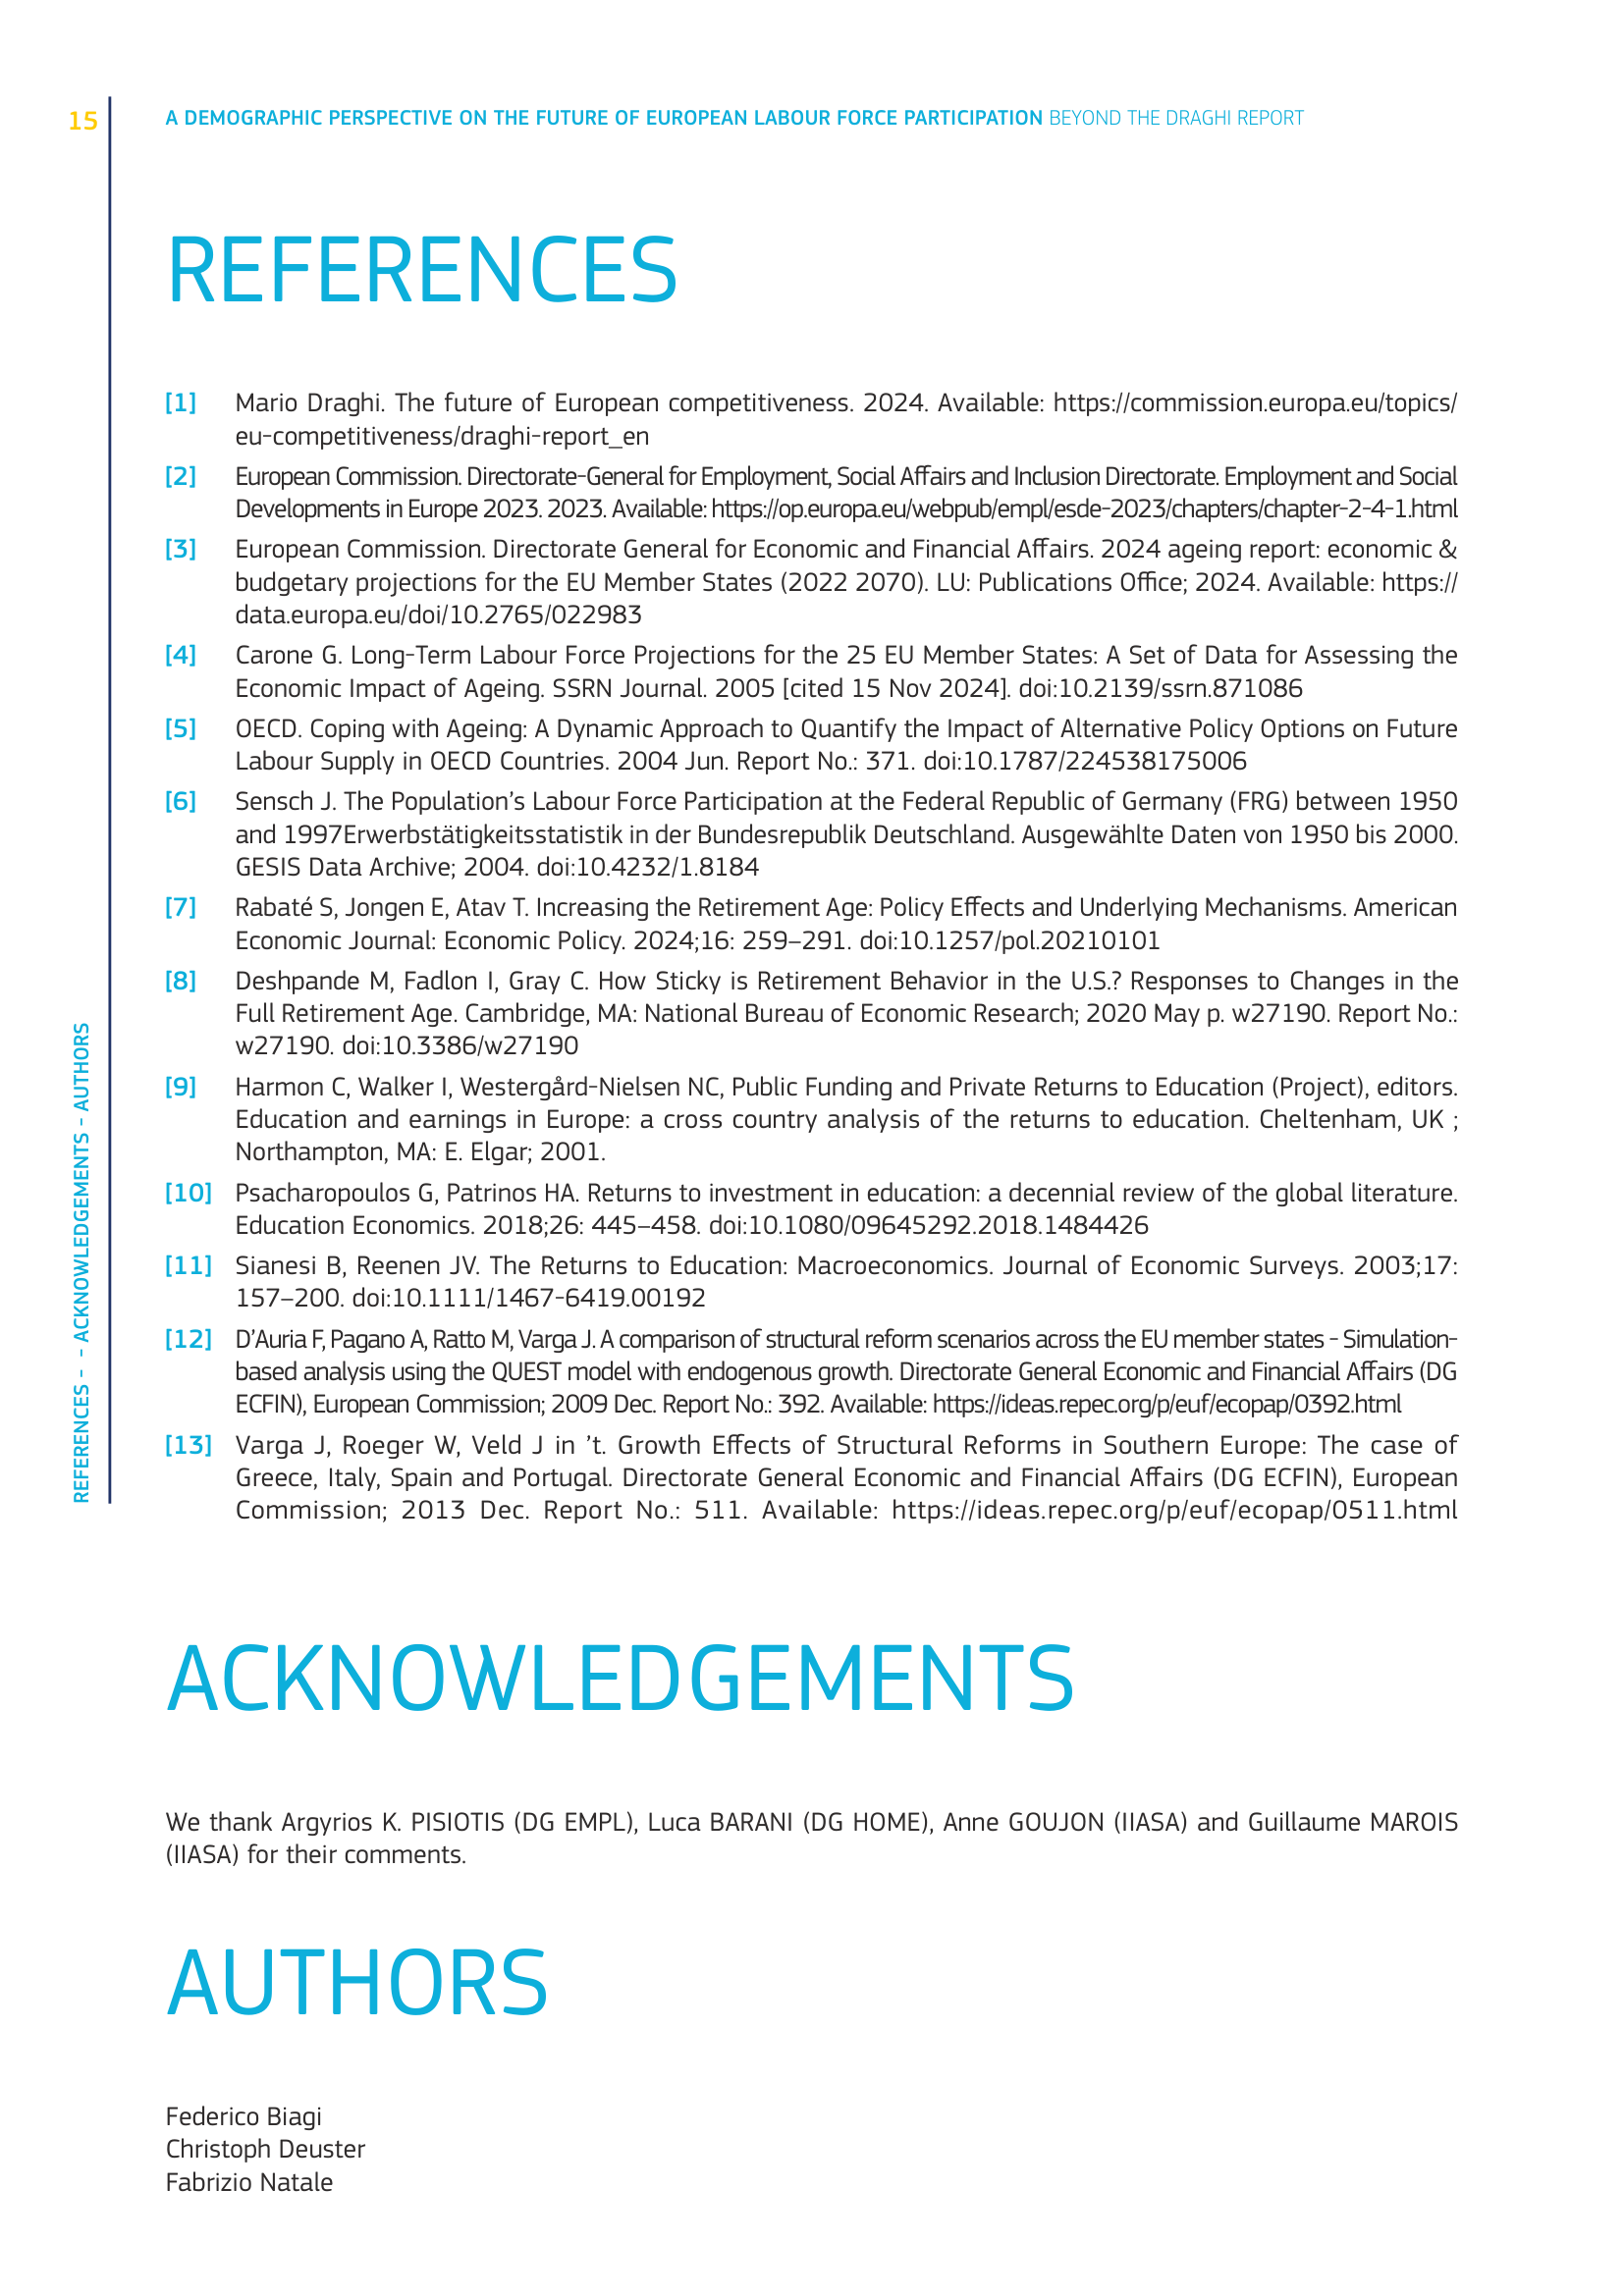 15
A DEMOGRAPHIC PERSPECTIVE ON THE FUTURE OF EUROPEAN LABOUR FORCE PARTICIPATION BEYOND THE DRAGHI REPORT
REFERENCES
[1] Mario Draghi. The future of European competitiveness. 2024. Available: https://commission.europa.eu/topics/
eu-competitiveness/draghi-report_en
[2] European Commission. Directorate-General for Employment, Social Affairs and Inclusion Directorate. Employment and Social
Developments in Europe 2023. 2023. Available: https://op.europa.eu/webpub/empl/esde-2023/chapters/chapter-2-4-1.html
[3] European Commission. Directorate General for Economic and Financial Affairs. 2024 ageing report: economic &
budgetary projections for the EU Member States (2022 2070). LU: Publications Office; 2024. Available: https://
data.europa.eu/doi/10.2765/022983
[4] Carone G. Long-Term Labour Force Projections for the 25 EU Member States: A Set of Data for Assessing the
Economic Impact of Ageing. SSRN Journal. 2005 [cited 15 Nov 2024]. doi:10.2139/ssrn.871086
[5] OECD. Coping with Ageing: A Dynamic Approach to Quantify the Impact of Alternative Policy Options on Future
Labour Supply in OECD Countries. 2004 Jun. Report No.: 371. doi:10.1787/224538175006
[6] Sensch J. The Population’s Labour Force Participation at the Federal Republic of Germany (FRG) between 1950
and 1997Erwerbstätigkeitsstatistik in der Bundesrepublik Deutschland. Ausgewählte Daten von 1950 bis 2000.
GESIS Data Archive; 2004. doi:10.4232/1.8184
[7] Rabaté S, Jongen E, Atav T. Increasing the Retirement Age: Policy Effects and Underlying Mechanisms. American
Economic Journal: Economic Policy. 2024;16: 259–291. doi:10.1257/pol.20210101
[8] Deshpande M, Fadlon I, Gray C. How Sticky is Retirement Behavior in the U.S.? Responses to Changes in the
Full Retirement Age. Cambridge, MA: National Bureau of Economic Research; 2020 May p. w27190. Report No.:
w27190. doi:10.3386/w27190
[9] Harmon C, Walker I, Westergård-Nielsen NC, Public Funding and Private Returns to Education (Project), editors.
Education and earnings in Europe: a cross country analysis of the returns to education. Cheltenham, UK ;
Northampton, MA: E. Elgar; 2001.
[10] Psacharopoulos G, Patrinos HA. Returns to investment in education: a decennial review of the global literature.
Education Economics. 2018;26: 445–458. doi:10.1080/09645292.2018.1484426
[11] Sianesi B, Reenen JV. The Returns to Education: Macroeconomics. Journal of Economic Surveys. 2003;17:
157–200. doi:10.1111/1467-6419.00192
[12] D’Auria F, Pagano A, Ratto M, Varga J. A comparison of structural reform scenarios across the EU member states - Simulation-
based analysis using the QUEST model with endogenous growth. Directorate General Economic and Financial Affairs (DG
ECFIN), European Commission; 2009 Dec. Report No.: 392. Available: https://ideas.repec.org/p/euf/ecopap/0392.html
[13] Varga J, Roeger W, Veld J in ’t. Growth Effects of Structural Reforms in Southern Europe: The case of
Greece, Italy, Spain and Portugal. Directorate General Economic and Financial Affairs (DG ECFIN), European
Commission; 2013 Dec. Report No.: 511. Available: https://ideas.repec.org/p/euf/ecopap/0511.html
REFERENCES - - ACKNOWLEDGEMENTS - AUTHORS
ACKNOWLEDGEMENTS
We thank Argyrios K. PISIOTIS (DG EMPL), Luca BARANI (DG HOME), Anne GOUJON (IIASA) and Guillaume MAROIS
(IIASA) for their comments.
AUTHORS
Federico Biagi
Christoph Deuster
Fabrizio Natale